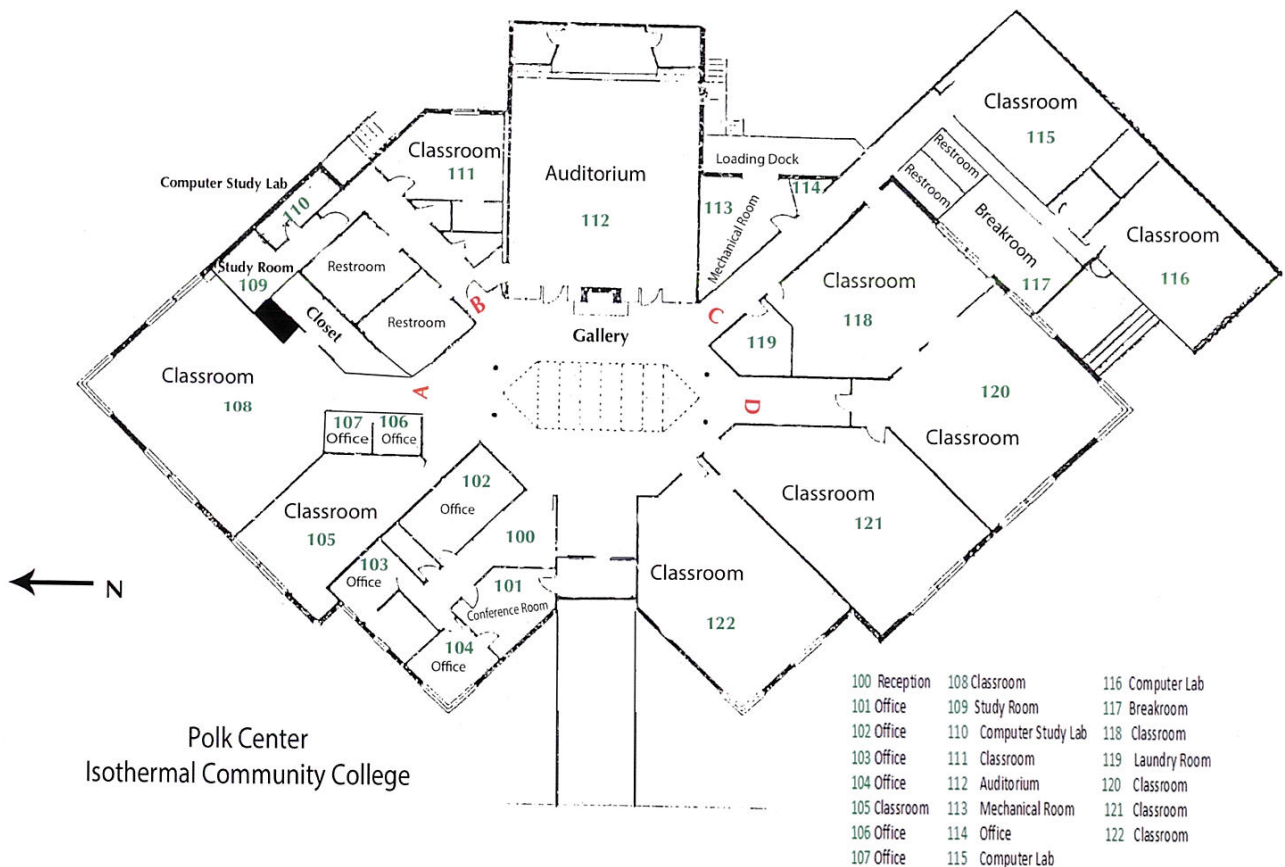 Classroom
115
Classroom
111
Loading Dock
Auditorium
112
114
113
Mechanical Room
Restroom
Restroom
Breakroom
117
Classroom
116
Computer Study Lab
110
Study Room
109
Restroom
Restroom
Closet
B
C
A
D
Gallery
Classroom
118
119
Classroom
108
107
Office
106
Office
120
Classroom
102
Office
Classroom
105
100
Classroom
121
103
Office
101
Conference Room
104
Office
Classroom
122
N
Polk Center
Isothermal Community College
100 Reception
101 Office
102 Office
103 Office
104 Office
105 Classroom
106 Office
107 Office
108 Classroom
109 Study Room
110 Computer Study Lab
111 Classroom
112 Auditorium
113 Mechanical Room
114 Office
115 Computer Lab
116 Computer Lab
117 Breakroom
118 Classroom
119 Laundry Room
120 Classroom
121 Classroom
122 Classroom